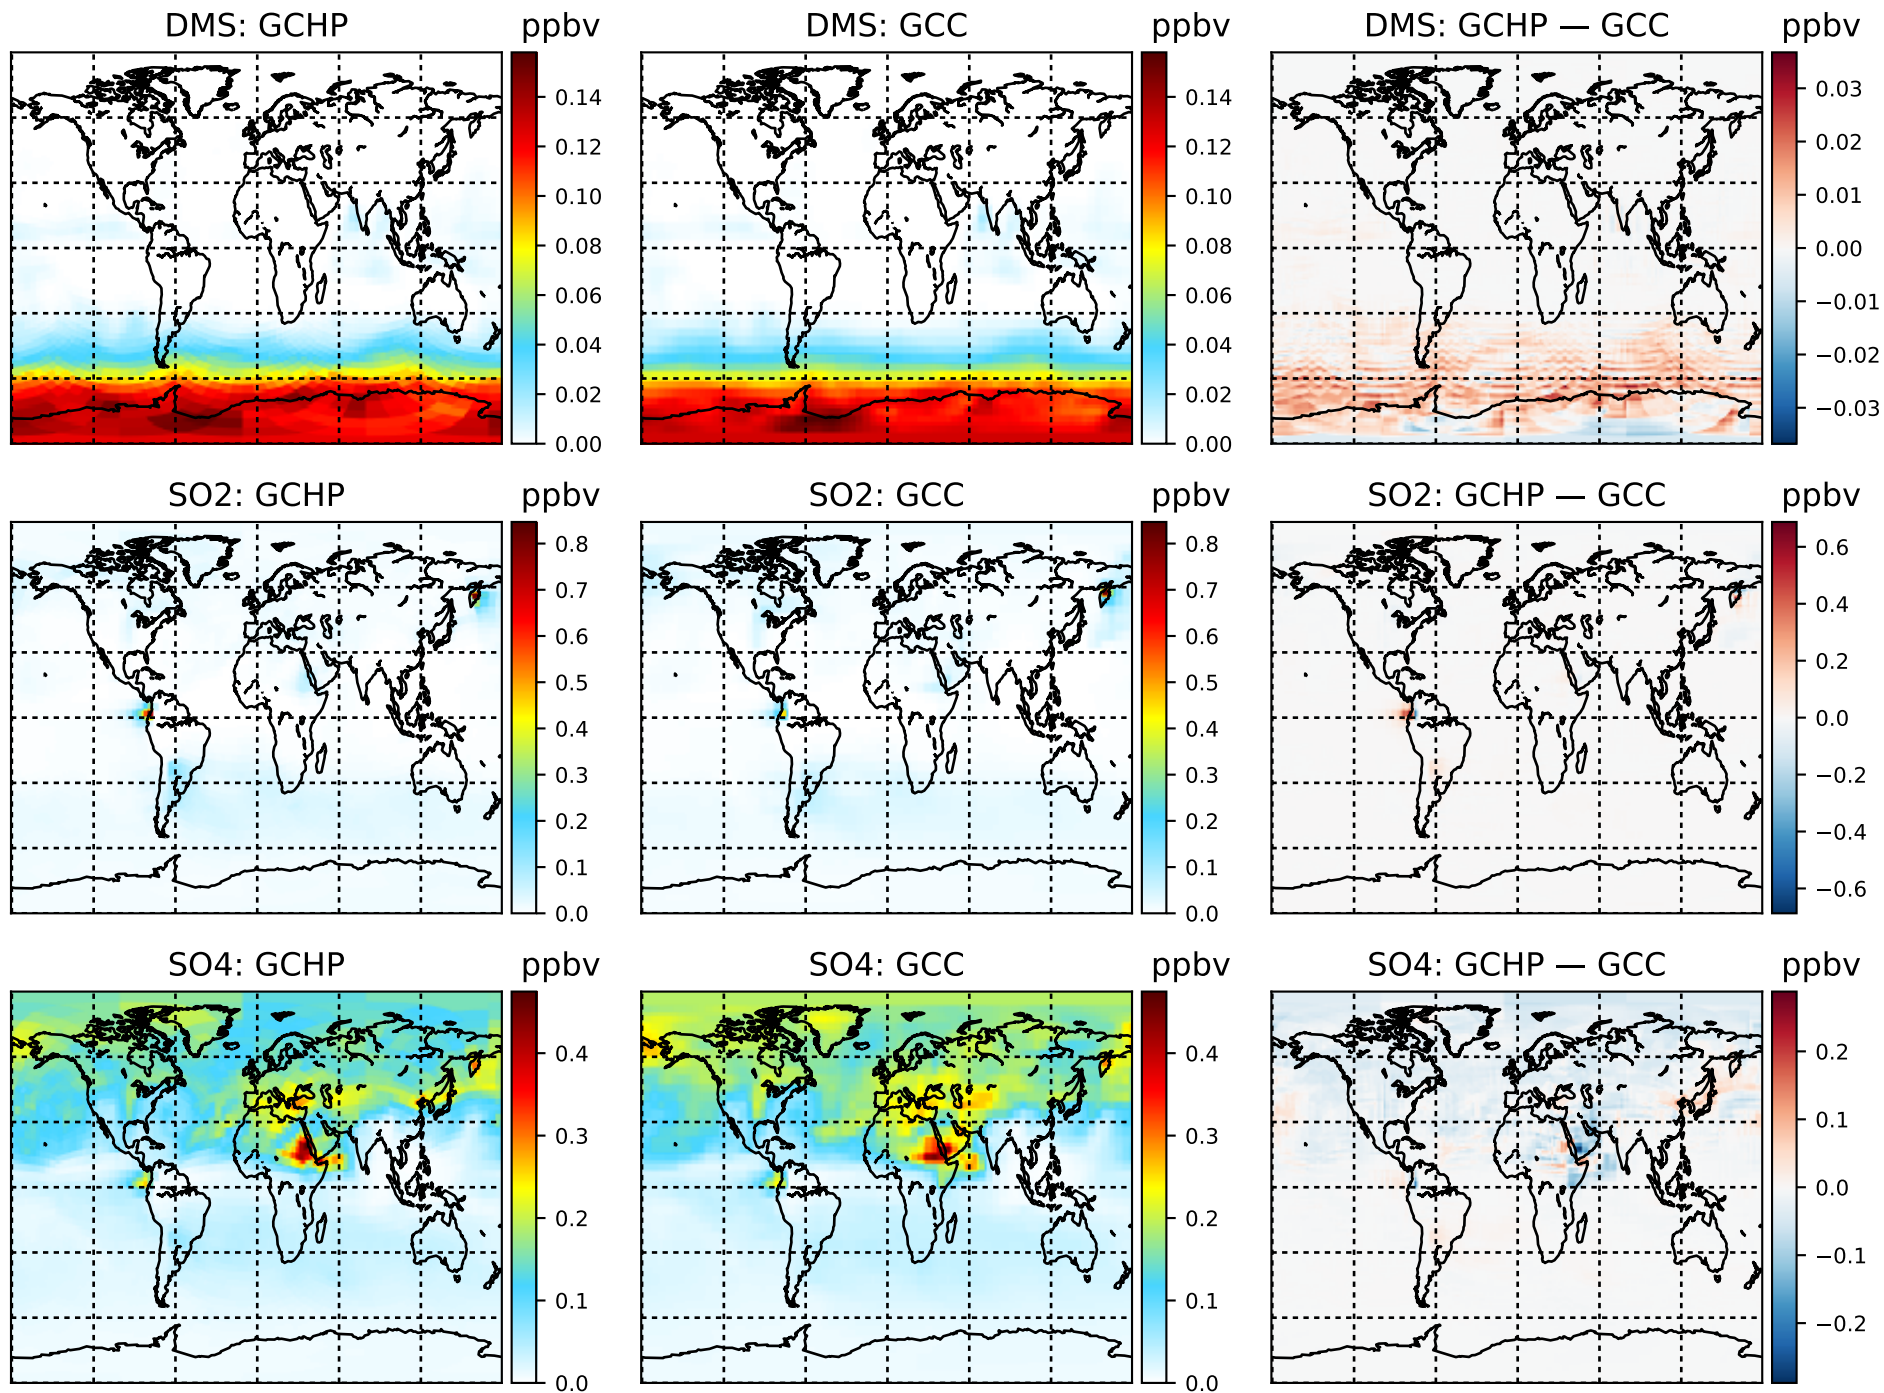 DMS: GCHP ppbv DMS: GCC ppbv DMS: GCHP — GCC ppbv
0.14 0.14 0.03
0.12 0.12 0.02
0.10 0.10 0.01
0.08 0.08 0.00
0.06 0.06 −0.01
0.04 0.04 −0.02
0.02 0.02 −0.03
0.00 0.00
SO2: GCHP ppbv SO2: GCC ppbv SO2: GCHP — GCC ppbv
0.8 0.8 0.6
0.7 0.7 0.4
0.6 0.6 0.2
0.5 0.5 0.0
0.4 0.4 −0.2
0.3 0.3 −0.4
0.2 0.2 −0.6
0.1 0.1
0.0 0.0
SO4: GCHP ppbv SO4: GCC ppbv SO4: GCHP — GCC ppbv
0.4 0.4 0.2
0.3 0.3 0.1
0.2 0.2 0.0
0.1 0.1 −0.1
0.0 0.0 −0.2